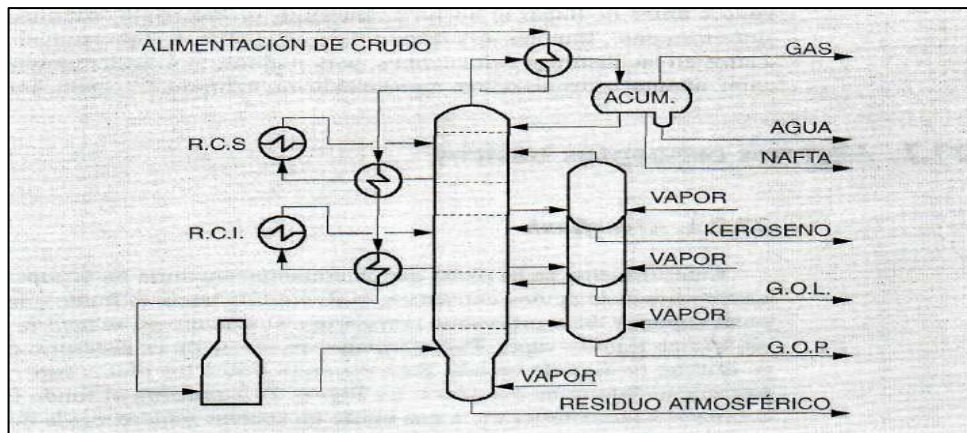 ALIMENTACIÓN DE CRUDO
GAS
ACUM.
AGUA
NAFTA
R.C.S
VAPOR
KEROSENO
R.C.I.
VAPOR
G.O.L.
VAPOR
G.O.P.
VAPOR
RESIDUO ATMOSFÉRICO